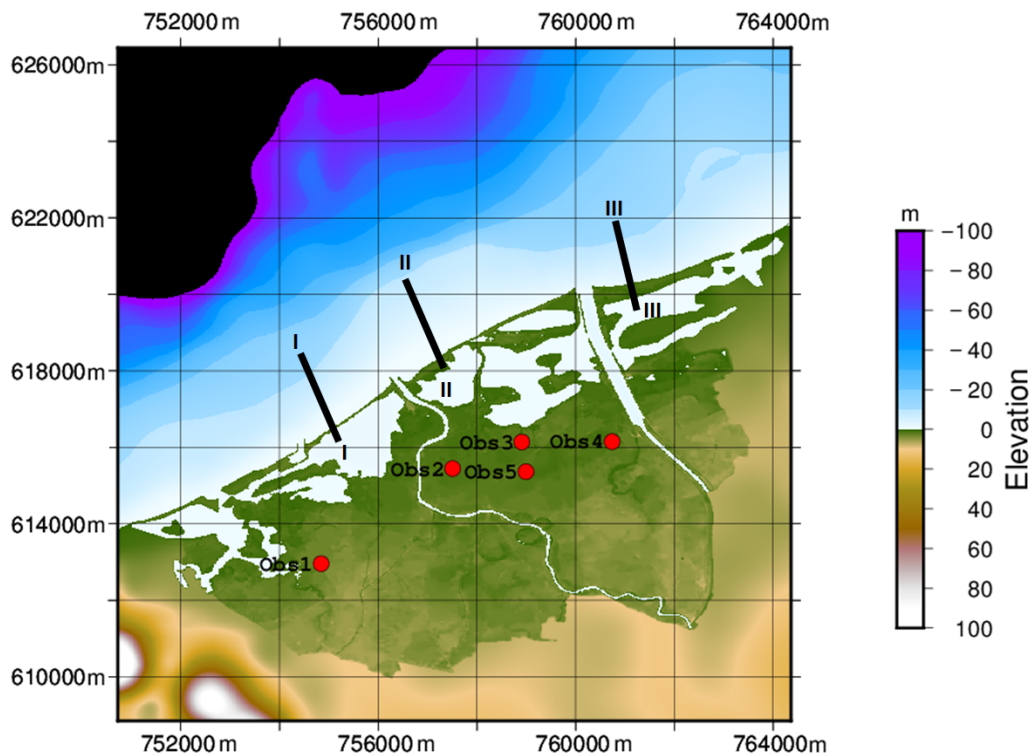 752000 m 756000 m 760000 m 764000 m
626000m
622000m
618000m
614000m
610000m
III
II
I
III
II
I
Obs3
Obs4
Obs2
Obs5
Obs1
752000 m 756000 m 760000 m 764000 m
m
−100
−80
−60
−40
−20
0
20
40
60
80
100
Elevation